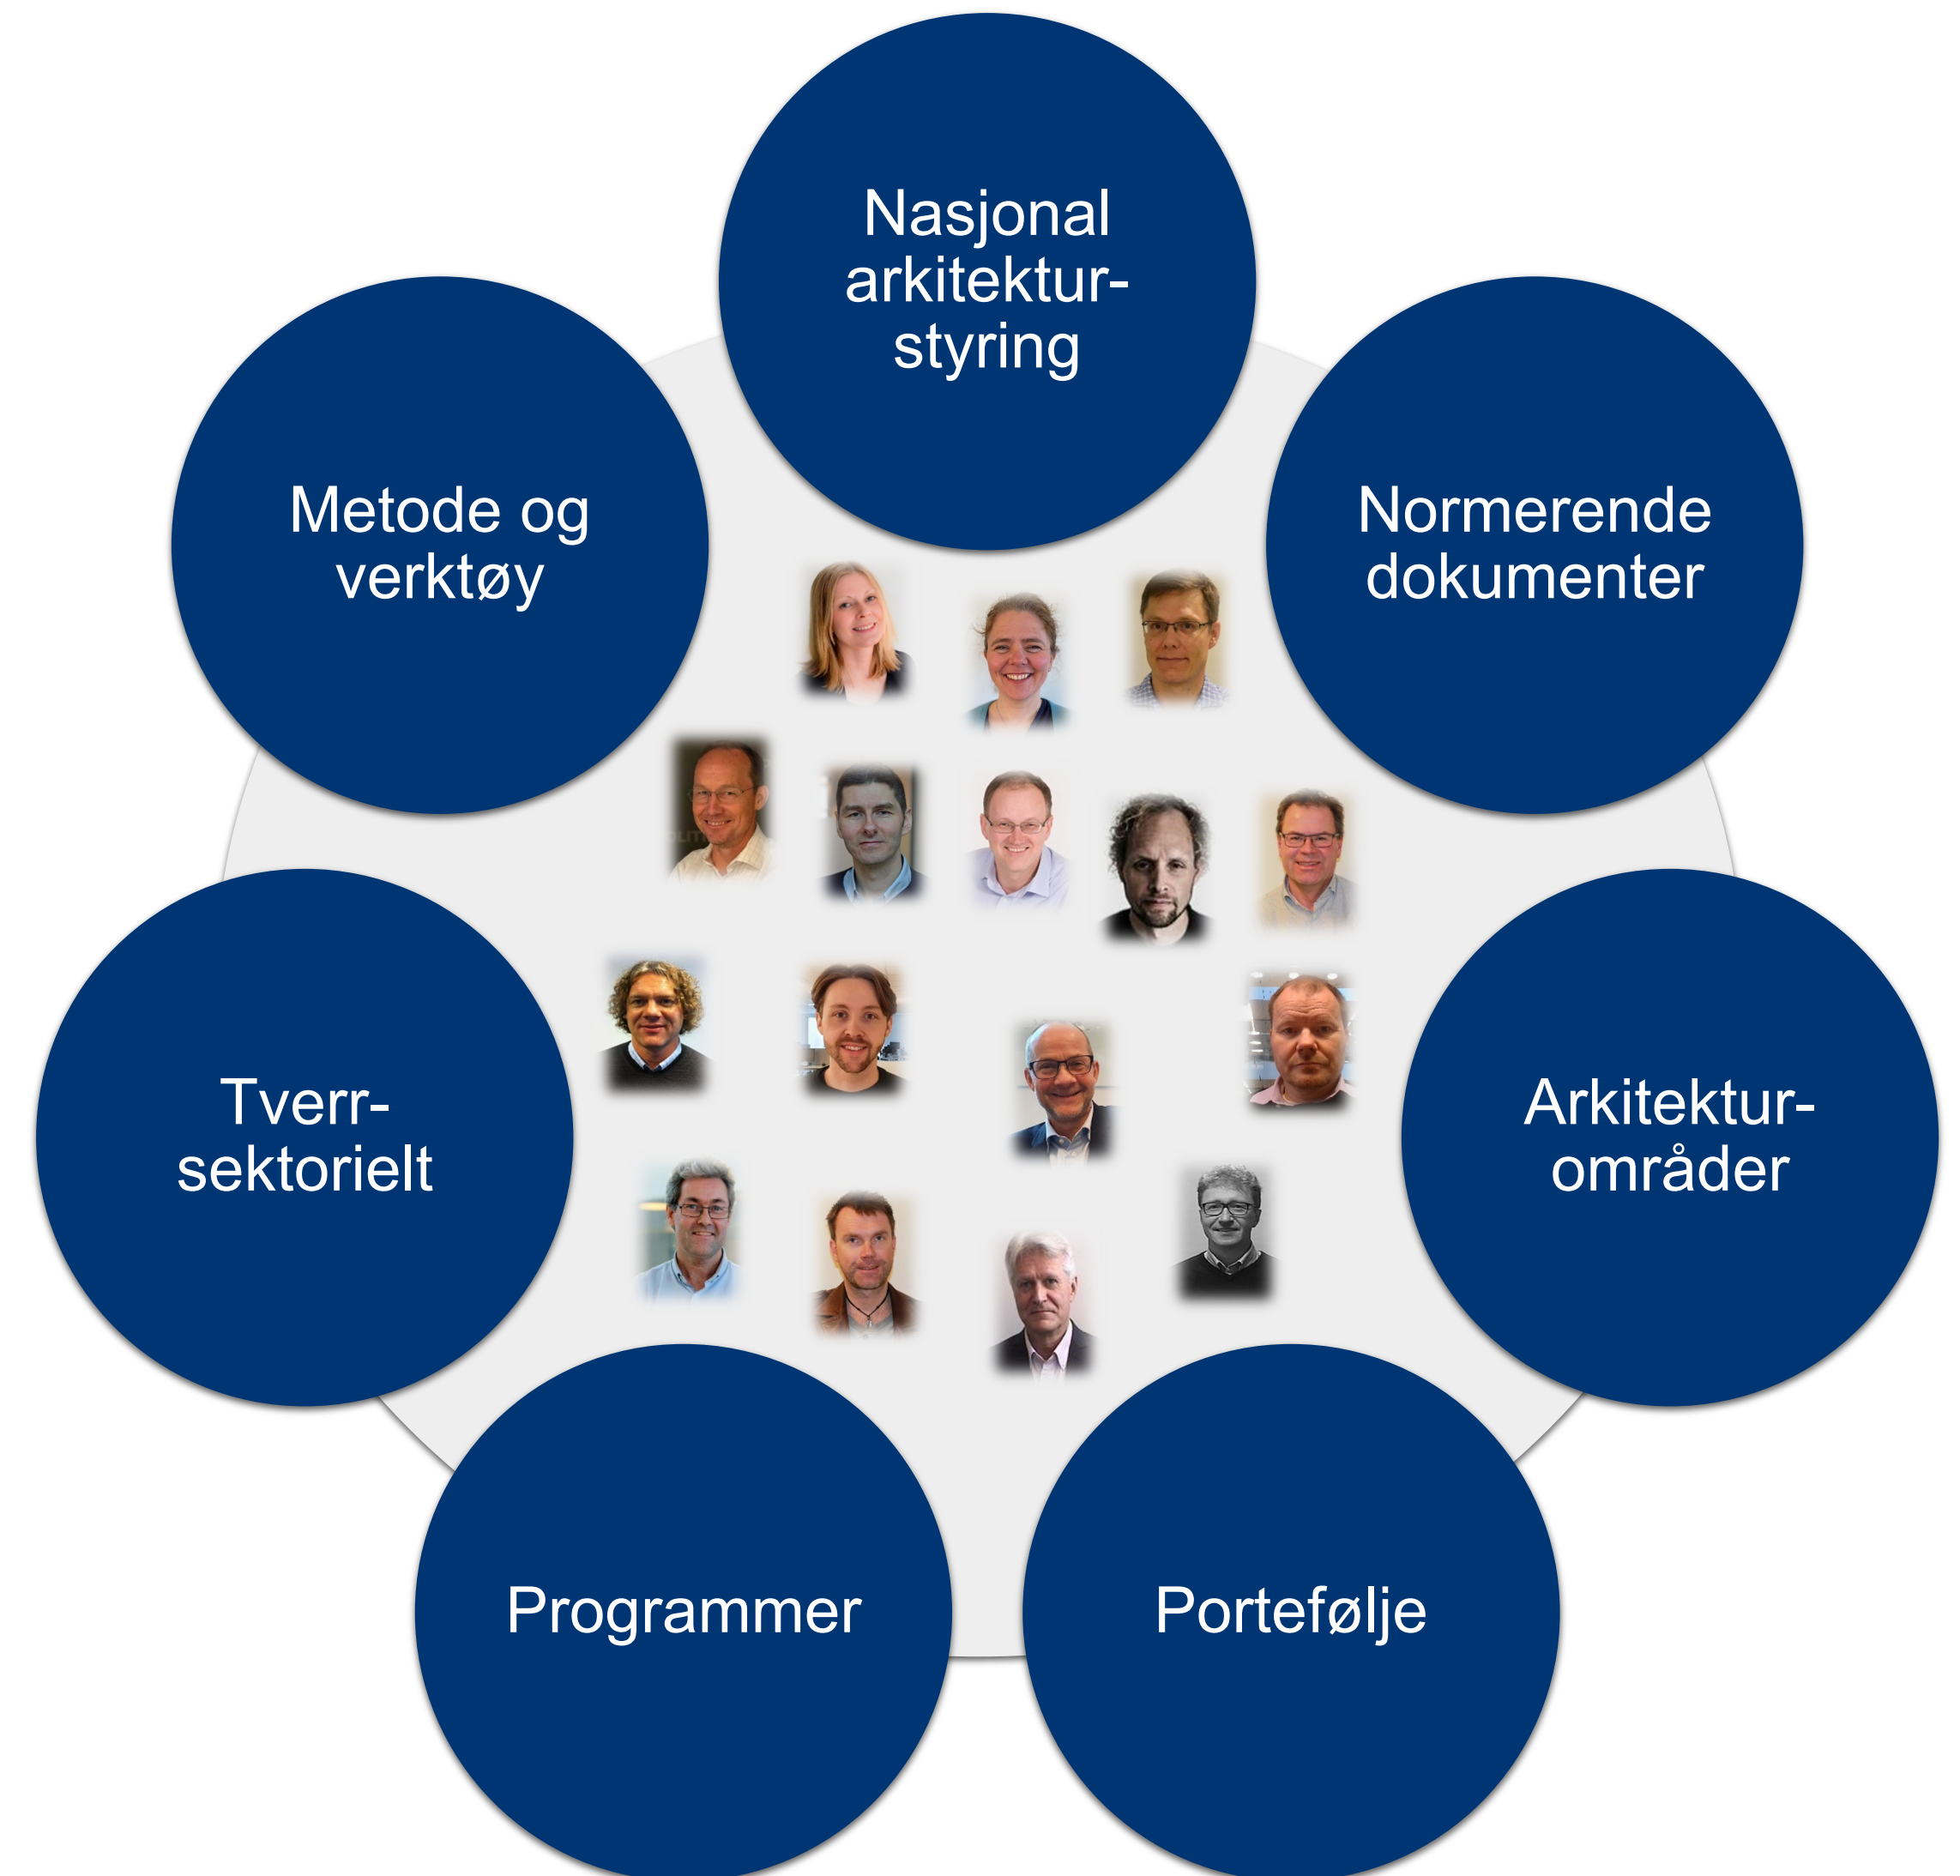 Nasjonal
arkitektur-
styring
Metode og
verktøy
Normerende
dokumenter
Tverr-
sektorielt
Arkitektur-
områder
Programmer
Portefølje